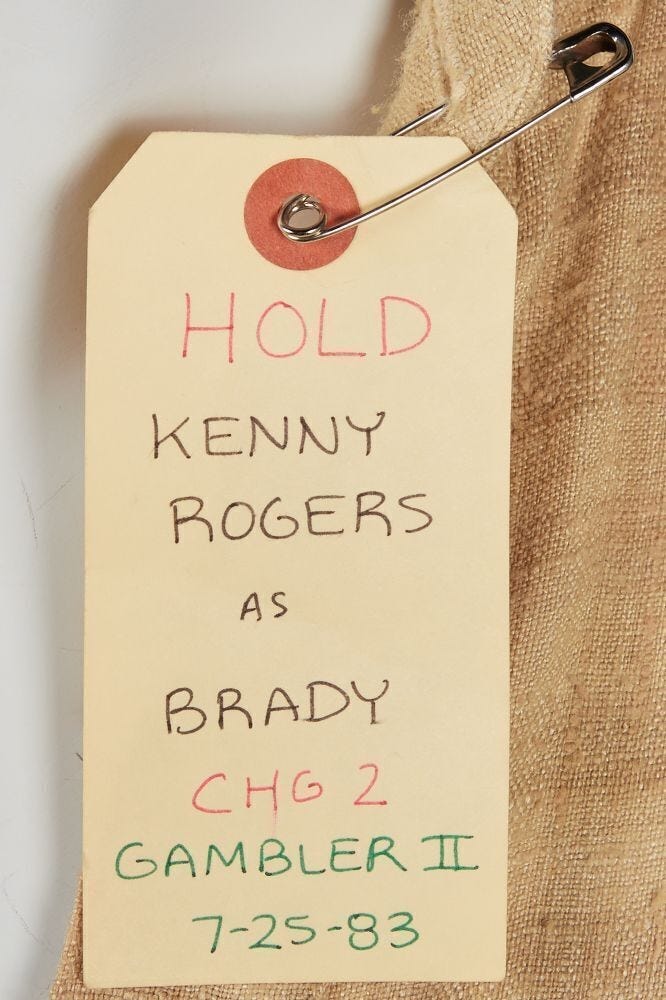 HOLD
KENNY
ROGERS
AS
BRADY
CHG 2
GAMBLER II
7-25-83